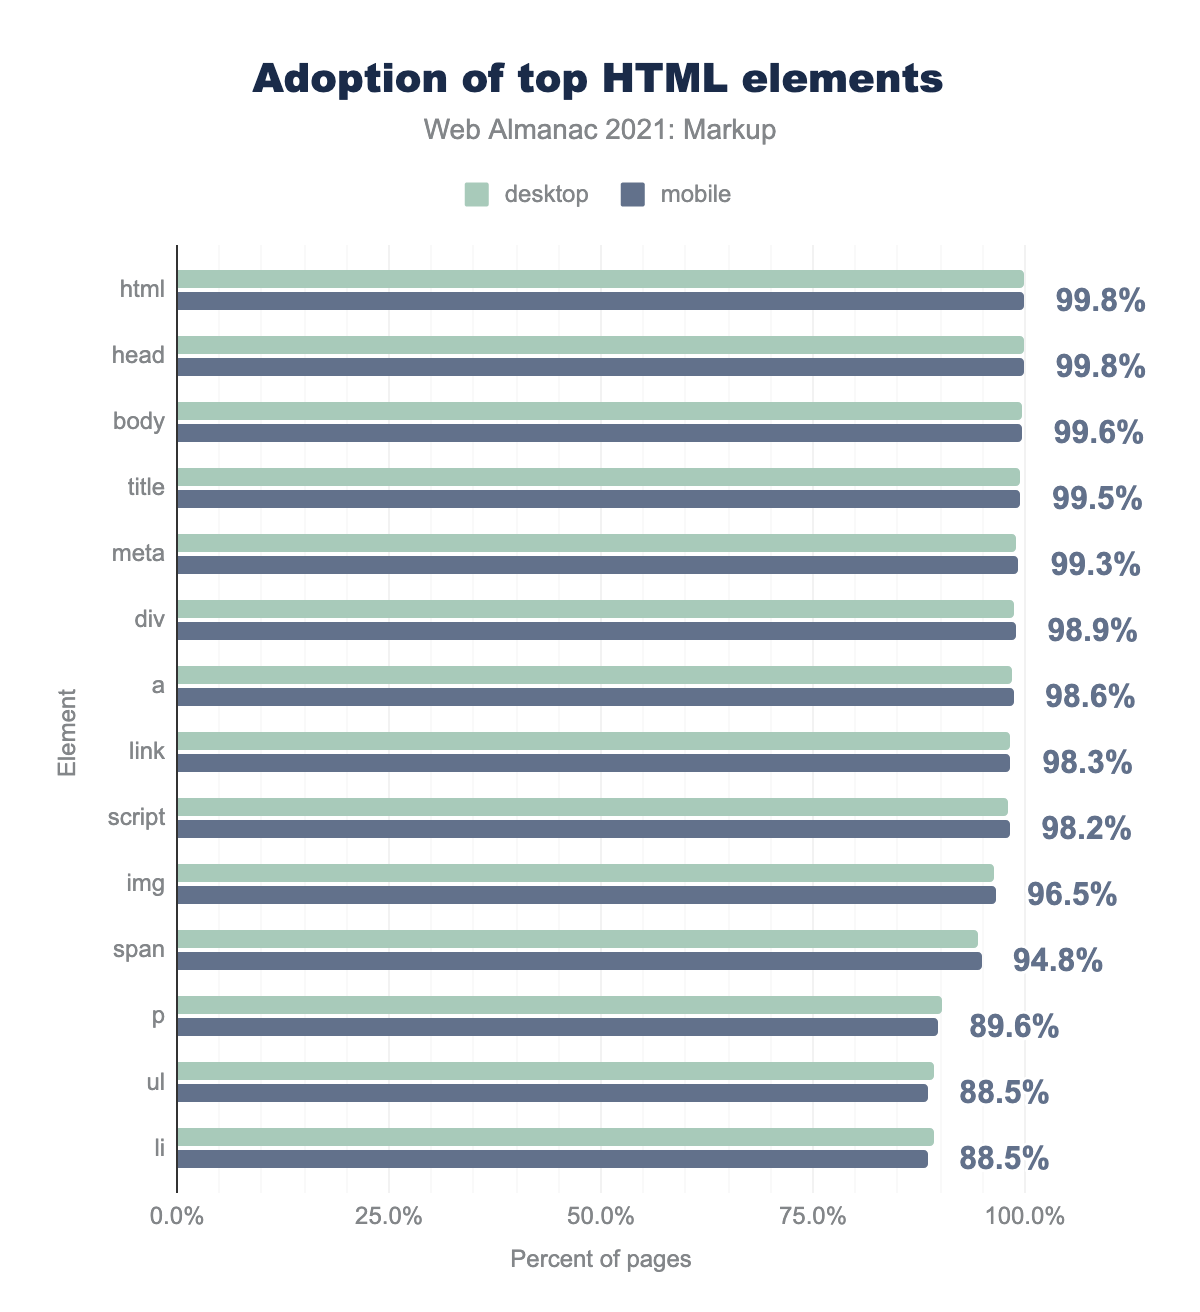 Adoption of top HTML elements
Web Almanac 2021: Markup
desktop mobile
html 99.8%
head 99.8%
body 99.6%
title 99.5%
meta 99.3%
div 98.9%
a 98.6%
link 98.3%
script 98.2%
img 96.5%
span 94.8%
p 89.6%
ul 88.5%
li 88.5%
Element
0.0% 25.0% 50.0% 75.0% 100.0%
Percent of pages